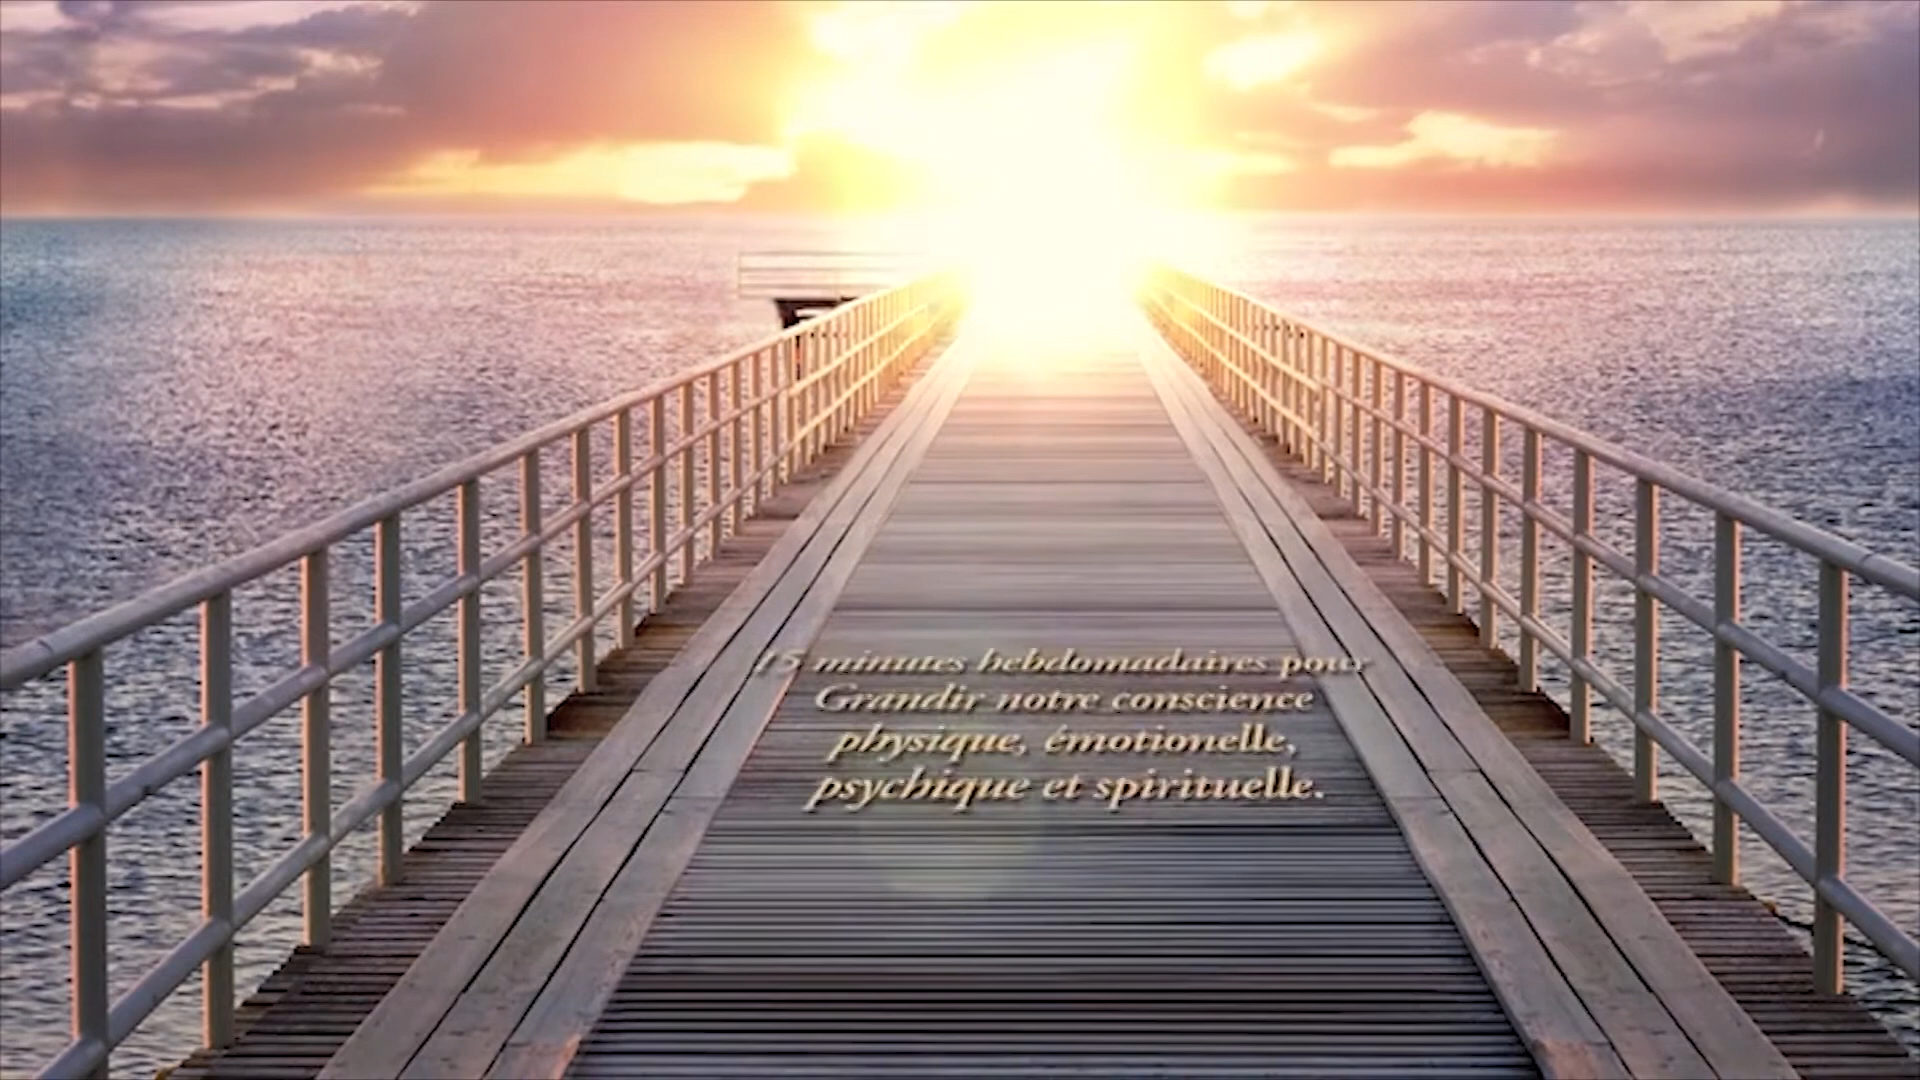 15 minutes hebdomadaires pour
Grandir notre conscience
physique, émotionelle,
psychique et spirituelle.